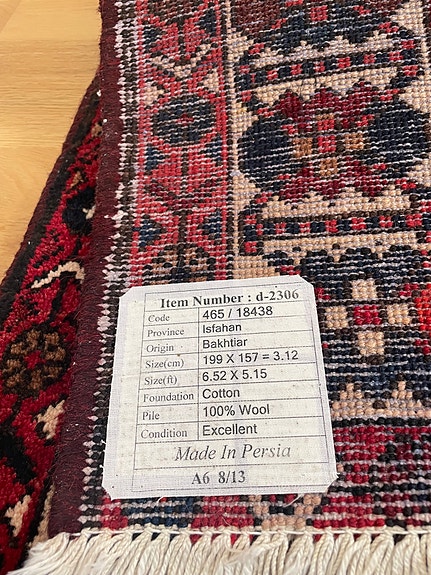 Item Number : d-2306
Code 465 / 18438
Province Isfahan
Origin Bakhtiar
Size(cm) 199 X 157 = 3.12
Size(ft) 6.52 X 5.15
Foundation Cotton
Pile 100% Wool
Condition Excellent
Made In Persia
A6 8/13